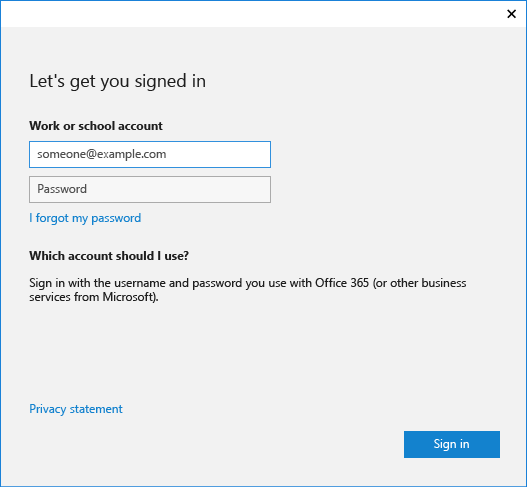 Let's get you signed in
Work or school account
someone@example.com
Password
I forgot my password
Which account should I use?
Sign in with the username and password you use with Office 365 (or other business
services from Microsoft).
Privacy statement
Sign in